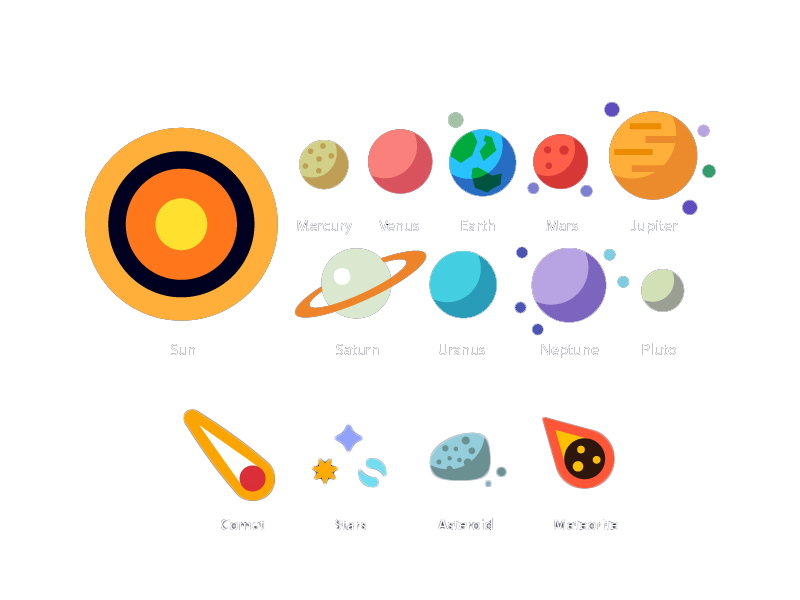 Mercury Venus Earth Mars Jupiter
Sun Saturn Uranus Neptune Pluto
Comet Stars Asteroid Meteorite